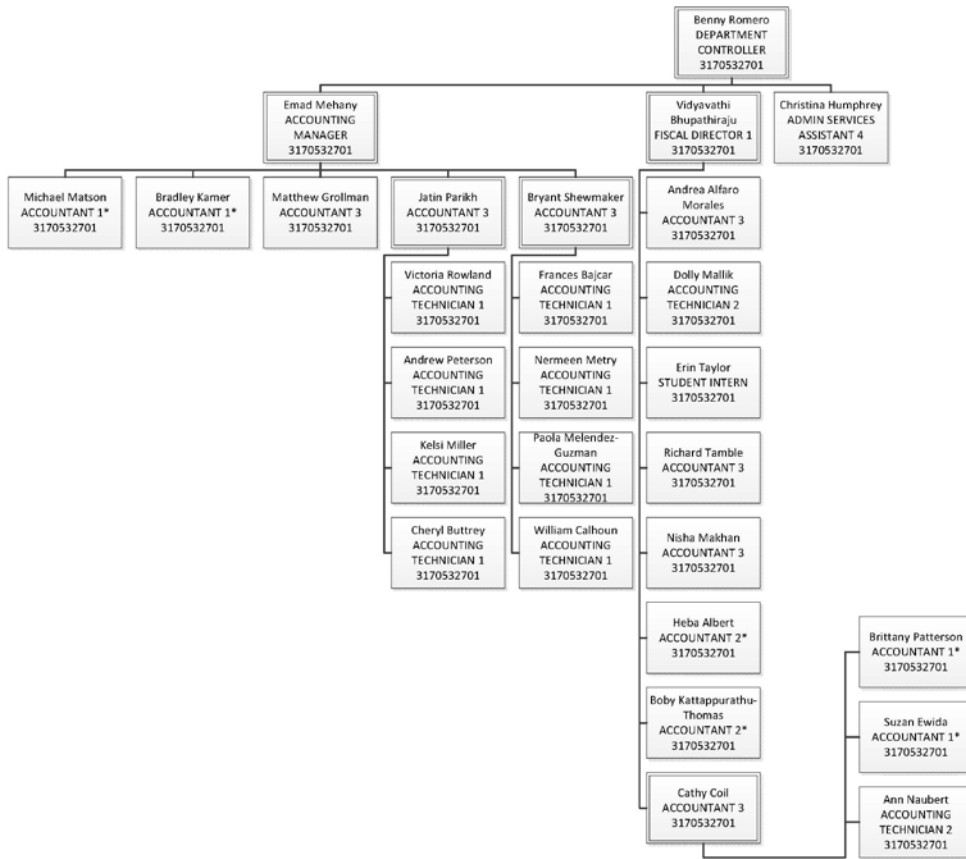 Benny Romero
DEPARTMENT
CONTROLLER
3170532701
Emad Mehany
ACCOUNTING
MANAGER
3170532701
Vidyavathi
Bhupathiraju
FISCAL DIRECTOR 1
3170532701
Christina Humphrey
ADMIN SERVICES
ASSISTANT 4
3170532701
Michael Matson
ACCOUNTANT 1*
3170532701
Bradley Kamer
ACCOUNTANT 1*
3170532701
Matthew Grollman
ACCOUNTANT 3
3170532701
Jatin Parikh
ACCOUNTANT 3
3170532701
Bryant Shewmaker
ACCOUNTANT 3
3170532701
Andrea Alfaro
Morales
ACCOUNTANT 3
3170532701
Victoria Rowland
ACCOUNTING
TECHNICIAN 1
3170532701
Frances Bajcar
ACCOUNTING
TECHNICIAN 1
3170532701
Dolly Mallik
ACCOUNTING
TECHNICIAN 2
3170532701
Andrew Peterson
ACCOUNTING
TECHNICIAN 1
3170532701
Nermeen Metry
ACCOUNTING
TECHNICIAN 1
3170532701
Erin Taylor
STUDENT INTERN
3170532701
Kelsi Miller
ACCOUNTING
TECHNICIAN 1
3170532701
Paola Melendez-
Guzman
ACCOUNTING
TECHNICIAN 1
3170532701
Richard Tamble
ACCOUNTANT 3
3170532701
Cheryl Buttrey
ACCOUNTING
TECHNICIAN 1
3170532701
William Calhoun
ACCOUNTING
TECHNICIAN 1
3170532701
Nisha Makhan
ACCOUNTANT 3
3170532701
Heba Albert
ACCOUNTANT 2*
3170532701
Brittany Patterson
ACCOUNTANT 1*
3170532701
Boby Kattappurathu-
Thomas
ACCOUNTANT 2*
3170532701
Suzan Ewida
ACCOUNTANT 1*
3170532701
Cathy Coil
ACCOUNTANT 3
3170532701
Ann Naubert
ACCOUNTING
TECHNICIAN 2
3170532701